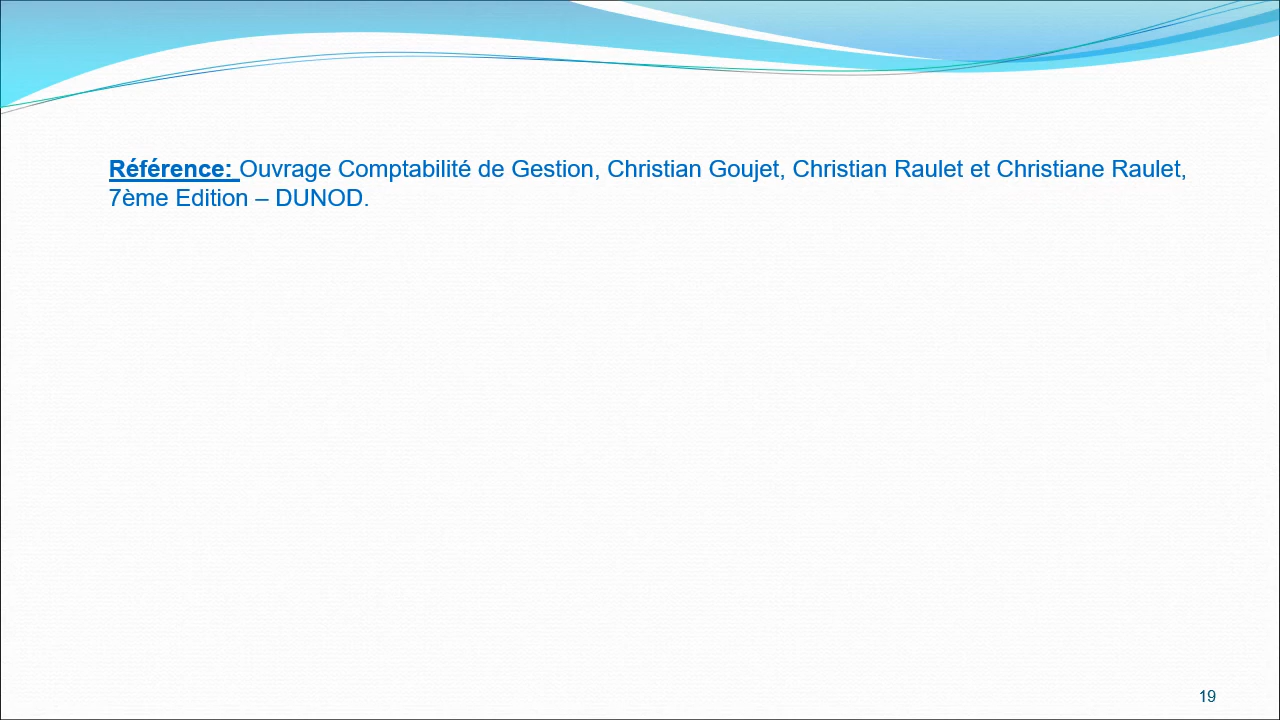 Référence: Ouvrage Comptabilité de Gestion, Christian Goujet, Christian Raulet et Christiane Raulet,
7ème Edition – DUNOD.
19